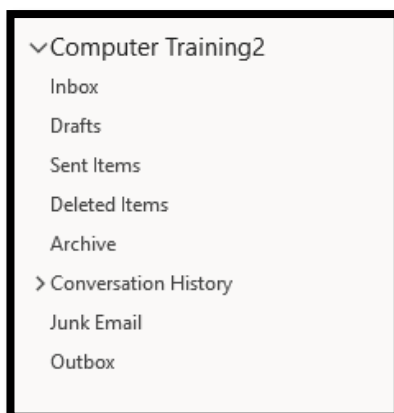 Computer Training2
Inbox
Drafts
Sent Items
Deleted Items
Archive
Conversation History
Junk Email
Outbox